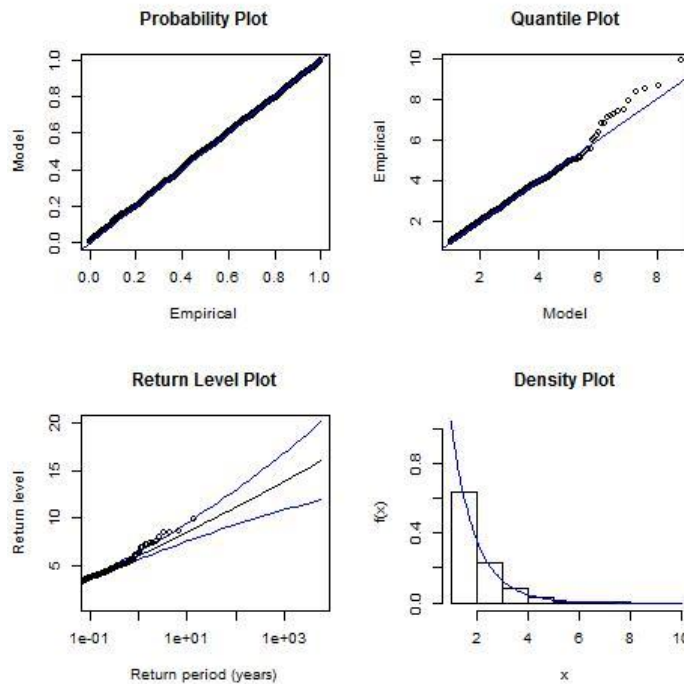 Probability Plot
Model
0.0 0.2 0.4 0.6 0.8 1.0
0.0 0.2 0.4 0.6 0.8 1.0
Empirical
Quantile Plot
Empirical
2 4 6 8 10
2 4 6 8
Model
Return Level Plot
Return level
5 10 15 20
1e-01 1e+01 1e+03
Return period (years)
Density Plot
f(x)
0.0 0.4 0.8
2 4 6 8 10
x